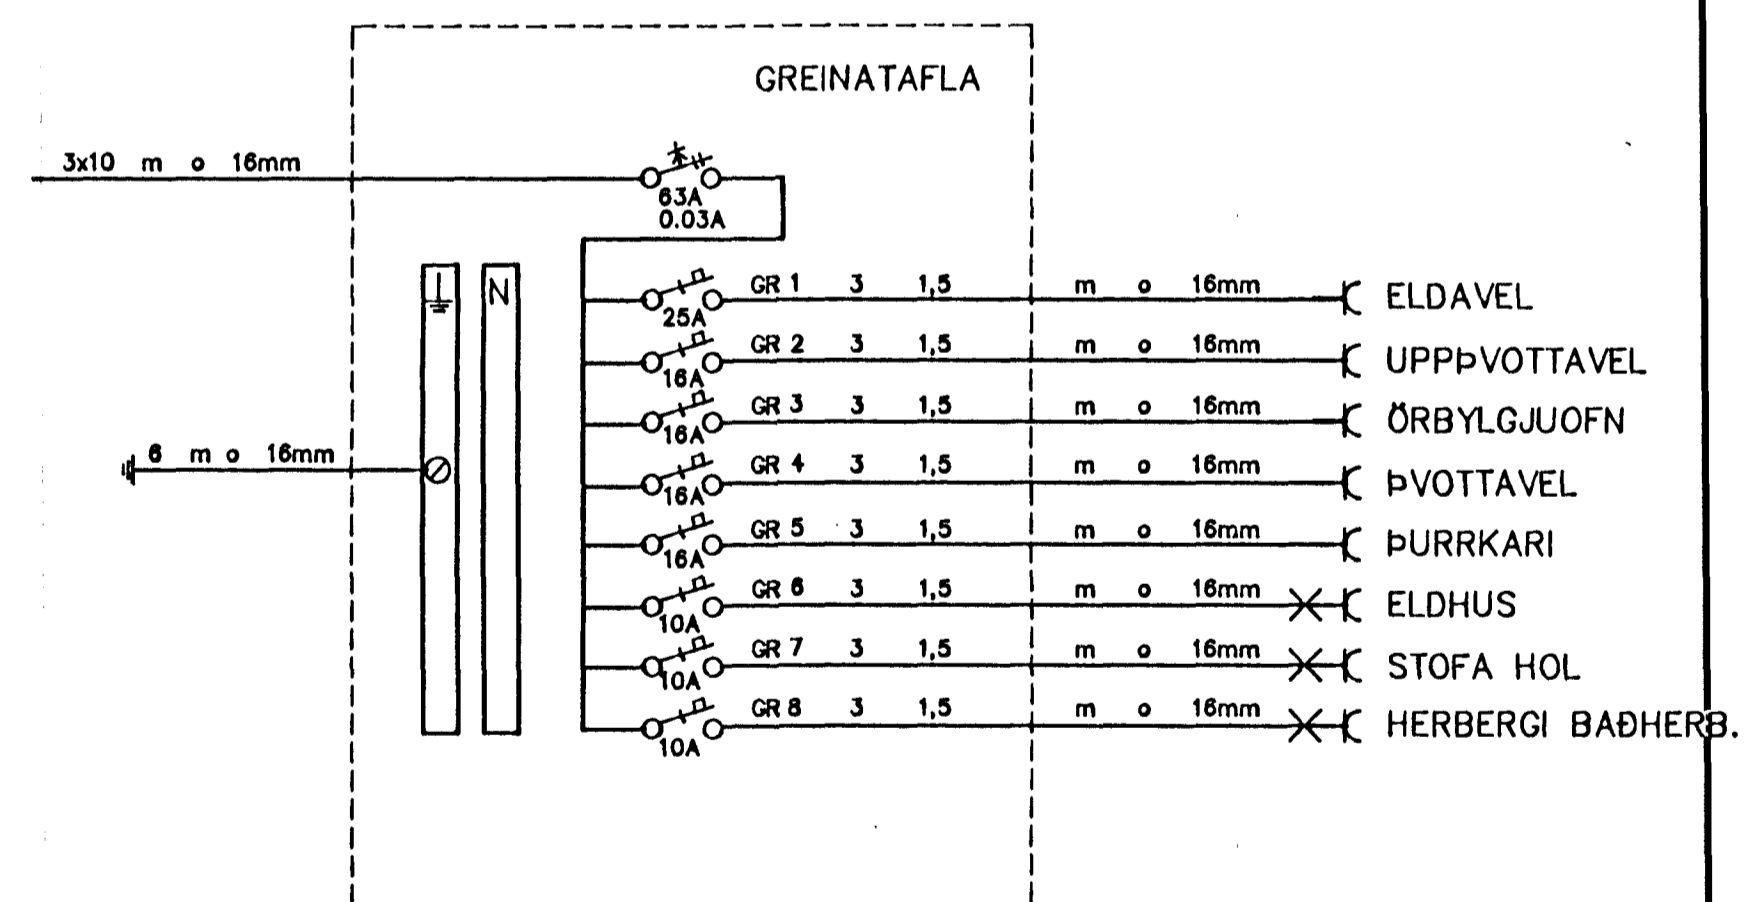 GREINATAFLA
3x10 m o 16mm
63A
0.03A
N
GR 1 3 1,5 m o 16mm ELDAVEL
25A
GR 2 3 1,5 m o 16mm UPPÞVOTTAVEL
16A
GR 3 3 1,5 m o 16mm ÖRBYLGJUOFN
16A
6 m o 16mm
GR 4 3 1,5 m o 16mm ÞVOTTAVEL
16A
GR 5 3 1,5 m o 16mm ÞURRKARI
16A
GR 6 3 1,5 m o 16mm ELDHUS
10A
GR 7 3 1,5 m o 16mm STOFA HOL
10A
GR 8 3 1,5 m o 16mm HERBERGI BAÐHERB.
10A